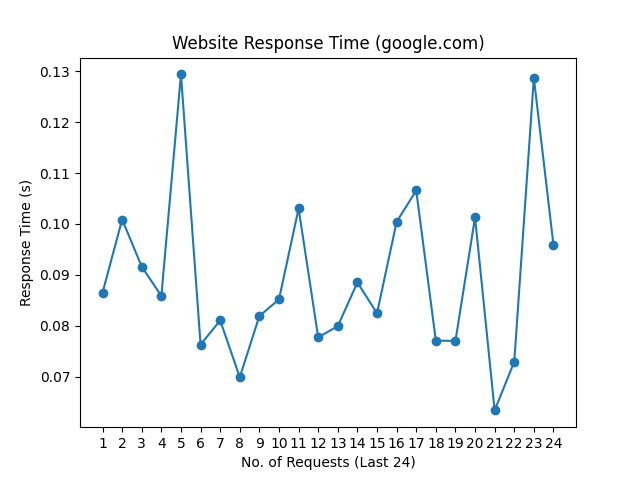 Website Response Time (google.com)
0.13
0.12
0.11
0.10
0.09
0.08
0.07
Response Time (s)
1 2 3 4 5 6 7 8 9 10 11 12 13 14 15 16 17 18 19 20 21 22 23 24
No. of Requests (Last 24)